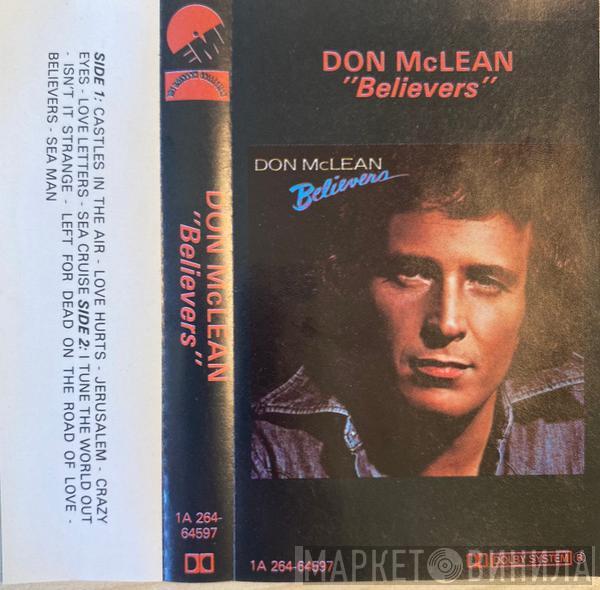 SIDE 1: CASTLES IN THE AIR - LOVE HURTS - JERUSALEM - CRAZY
EYES - LOVE LETTERS - SEA CRUISE SIDE 2: I TUNE THE WORLD OUT
- ISN'T IT STRANGE - LEFT FOR DEAD ON THE ROAD OF LOVE -
BELIEVERS - SEA MAN
EMI
DON McLEAN
"Believers"
1A 264-
64597
DON McLEAN
"Believers"
DON McLEAN
Believers
1A 264-64597
DOLBY SYSTEM ®
МАРКЕТ ВИНИЛА